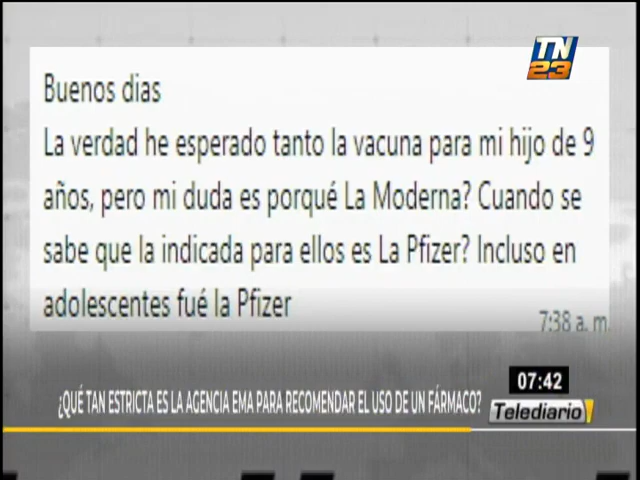 TN
23
Buenos dias
La verdad he esperado tanto la vacuna para mi hijo de 9
años, pero mi duda es porqué La Moderna? Cuando se
sabe que la indicada para ellos es La Pfizer? Incluso en
adolescentes fué la Pfizer
7:38 a. m.
07:42
¿QUÉ TAN ESTRICTA ES LA AGENCIA EMA PARA RECOMENDAR EL USO DE UN FÁRMACO?
Telediario